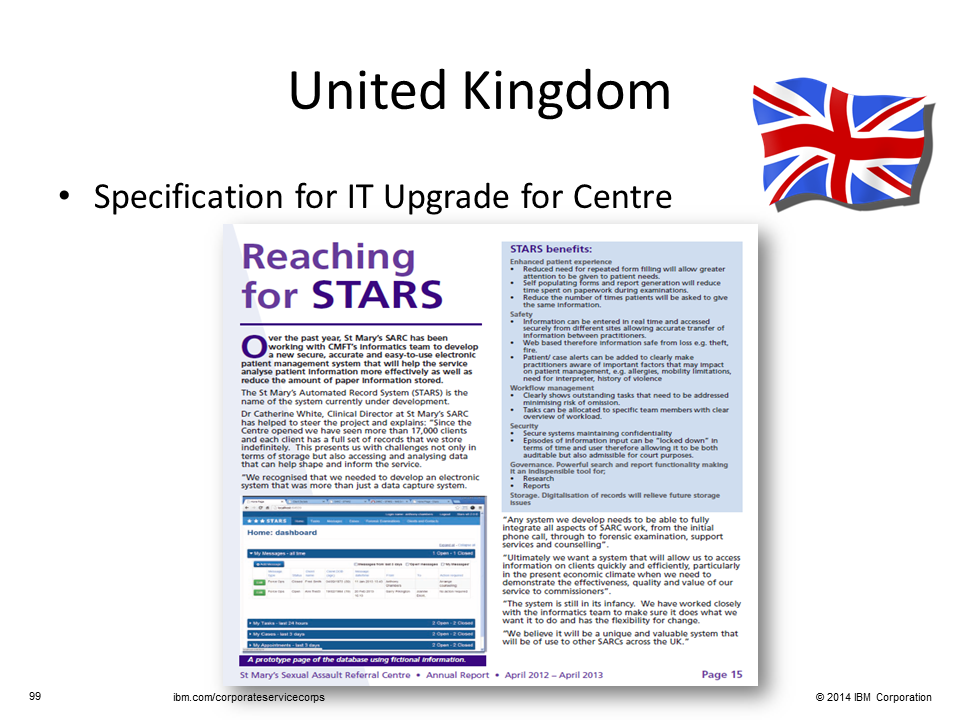 United Kingdom
• Specification for IT Upgrade for Centre
Reaching
for STARS
Over the past year, St Mary's SARC has been
working with CMFT's informatics team to develop
a new secure, accurate and easy-to-use electronic
patient management system that will help the service
analyse patient information more effectively as well as
reduce the amount of paper information stored.
The St Mary's Automated Record System (STARS) is the
name of the system currently under development.
Dr Catherine White, Clinical Director at St Mary's SARC
has helped to steer the project and explains: "Since the
Centre opened we have seen more than 17,000 clients
and each client has a full set of records that we store
indefinitely. This presents us with challenges not only in
terms of storage but also accessing and analysing data
that can help shape and inform the service.
"We recognised that we needed to develop an electronic
system that was more than just a data capture system.
STARS
Home: dashboard
My Messages - all time
1 Open - 1 Closed
My Tasks - last 24 hours
2 Open - 2 Closed
My Cases - last 3 days
3 Open - 2 Closed
My Appointments - last 3 days
2 Open - 2 Closed
A prototype page of the database using fictional information.
STARS benefits:
Enhanced patient experience
• Reduced need for repeated form filling will allow greater
attention to be given to patient needs.
• Self populating forms and report generation will reduce
time spent on paperwork during examinations.
• Reduce the number of times patients will be asked to give
the same information.
Safety
• Information can be entered in real time and accessed
securely from different sites allowing accurate transfer of
information between practitioners.
• Web based therefore information safe from loss e.g. theft,
fire.
• Patient/ case alerts can be added to clearly make
practitioners aware of important factors that may impact
on patient management, e.g. allergies, mobility limitations,
need for interpreter, history of violence
Workflow management
• Clearly shows outstanding tasks that need to be addressed
minimising risk of omission.
• Tasks can be allocated to specific team members with clear
overview of workload.
Security
• Secure systems maintaining confidentiality
• Episodes of information input can be "locked down" in
terms of time and user therefore allowing it to be both
auditable but also admissible for court purposes.
Governance. Powerful search and report functionality making
it an indispensible tool for;
• Research
• Reports
Storage. Digitalisation of records will relieve future storage
issues
"Any system we develop needs to be able to fully
integrate all aspects of SARC work, from the initial
phone call, through to forensic examination, support
services and counselling".
"Ultimately we want a system that will allow us to access
information on clients quickly and efficiently, particularly
in the present economic climate when we need to
demonstrate the effectiveness, quality and value of our
service to commissioners".
"The system is still in its infancy. We have worked closely
with the informatics team to make sure it does what we
want it to do and has the flexibility for change.
"We believe it will be a unique and valuable system that
will be of use to other SARCs across the UK."
St Mary's Sexual Assault Referral Centre • Annual Report • April 2012 – April 2013
Page 15
99
ibm.com/corporateservicecorps
© 2014 IBM Corporation